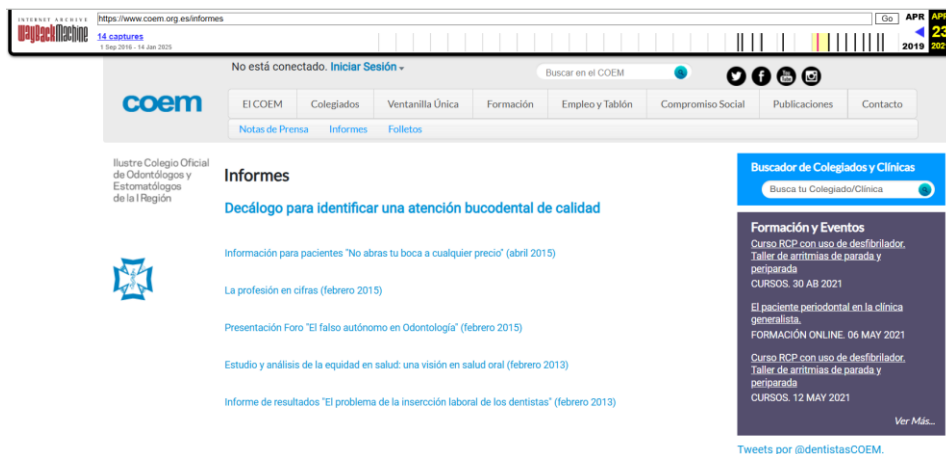 INTERNET ARCHIVE
WayBackMachine
https://www.coem.org.es/informes
Go
APR
APR
14 captures
23
1 Sep 2016 - 14 Jan 2025
2019
No está conectado. Iniciar Sesión
Buscar en el COEM
coem
El COEM
Colegiados
Ventanilla Única
Formación
Empleo y Tablón
Compromiso Social
Publicaciones
Contacto
Notas de Prensa
Informes
Folletos
Ilustre Colegio Oficial
de Odontólogos y
Estomatólogos
de la I Región
Informes
Decálogo para identificar una atención bucodental de calidad
Información para pacientes "No abras tu boca a cualquier precio" (abril 2015)
La profesión en cifras (febrero 2015)
Presentación Foro "El falso autónomo en Odontología" (febrero 2015)
Estudio y análisis de la equidad en salud: una visión en salud oral (febrero 2013)
Informe de resultados "El problema de la insercción laboral de los dentistas" (febrero 2013)
Buscador de Colegiados y Clínicas
Busca tu Colegiado/Clínica
Formación y Eventos
Curso RCP con uso de desfibrilador.
Taller de arritmias de parada y
periparada
CURSOS. 30 AB 2021
El paciente periodontal en la clínica
generalista.
FORMACIÓN ONLINE. 06 MAY 2021
Curso RCP con uso de desfibrilador.
Taller de arritmias de parada y
periparada
CURSOS. 12 MAY 2021
Ver Más...
Tweets por @dentistasCOEM.